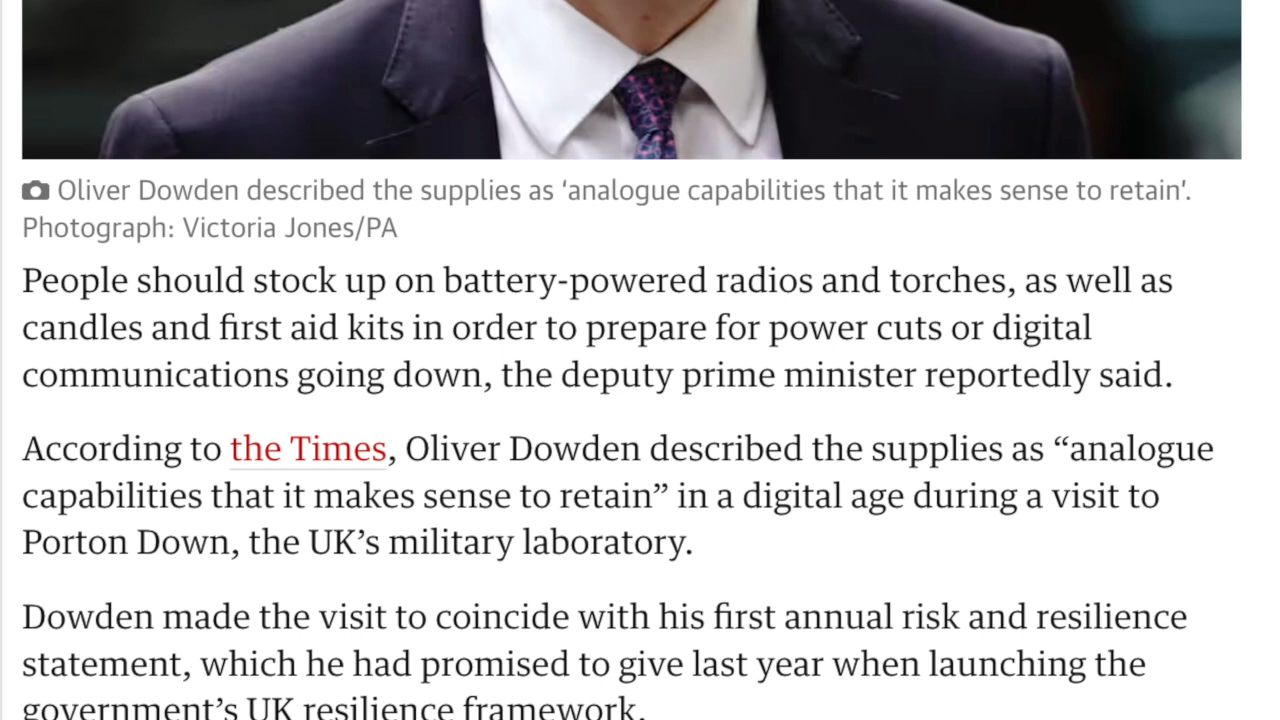 Oliver Dowden described the supplies as ‘analogue capabilities that it makes sense to retain’.
Photograph: Victoria Jones/PA
People should stock up on battery-powered radios and torches, as well as
candles and first aid kits in order to prepare for power cuts or digital
communications going down, the deputy prime minister reportedly said.
According to the Times, Oliver Dowden described the supplies as “analogue
capabilities that it makes sense to retain” in a digital age during a visit to
Porton Down, the UK’s military laboratory.
Dowden made the visit to coincide with his first annual risk and resilience
statement, which he had promised to give last year when launching the
government’s UK resilience framework.